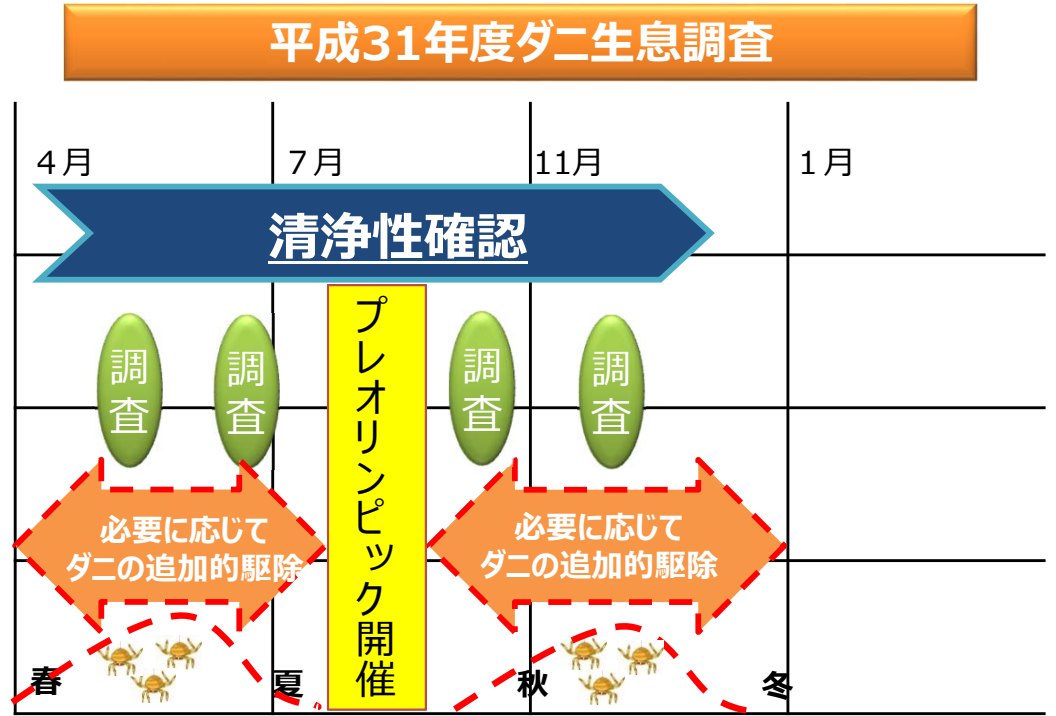 平成31年度ダニ生息調査
４月
７月
11月
１月
清浄性確認
調査
調査
プレオリンピック開催
調査
調査
必要に応じて
ダニの追加的駆除
必要に応じて
ダニの追加的駆除
春
夏
秋
冬